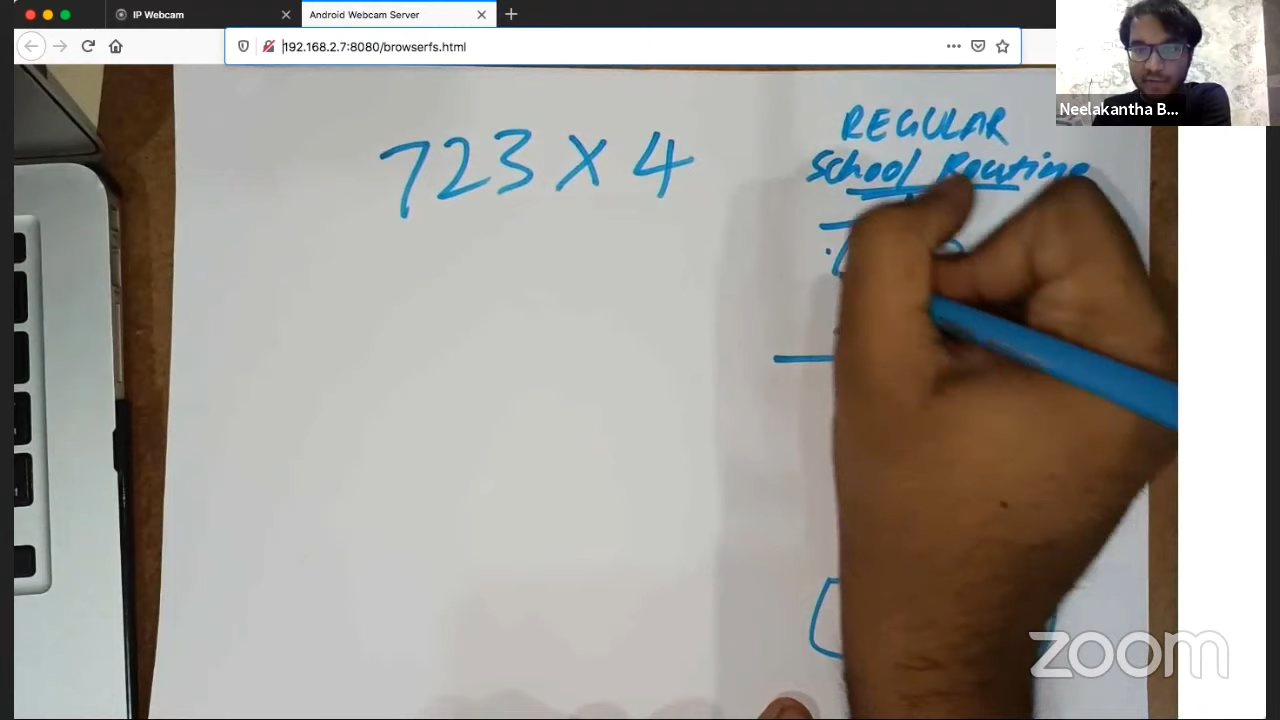 IP Webcam
Android Webcam Server
192.168.2.7:8080/browserfs.html
Neelakantha B...
723 X 4
REGULAR
School Routine
zoom